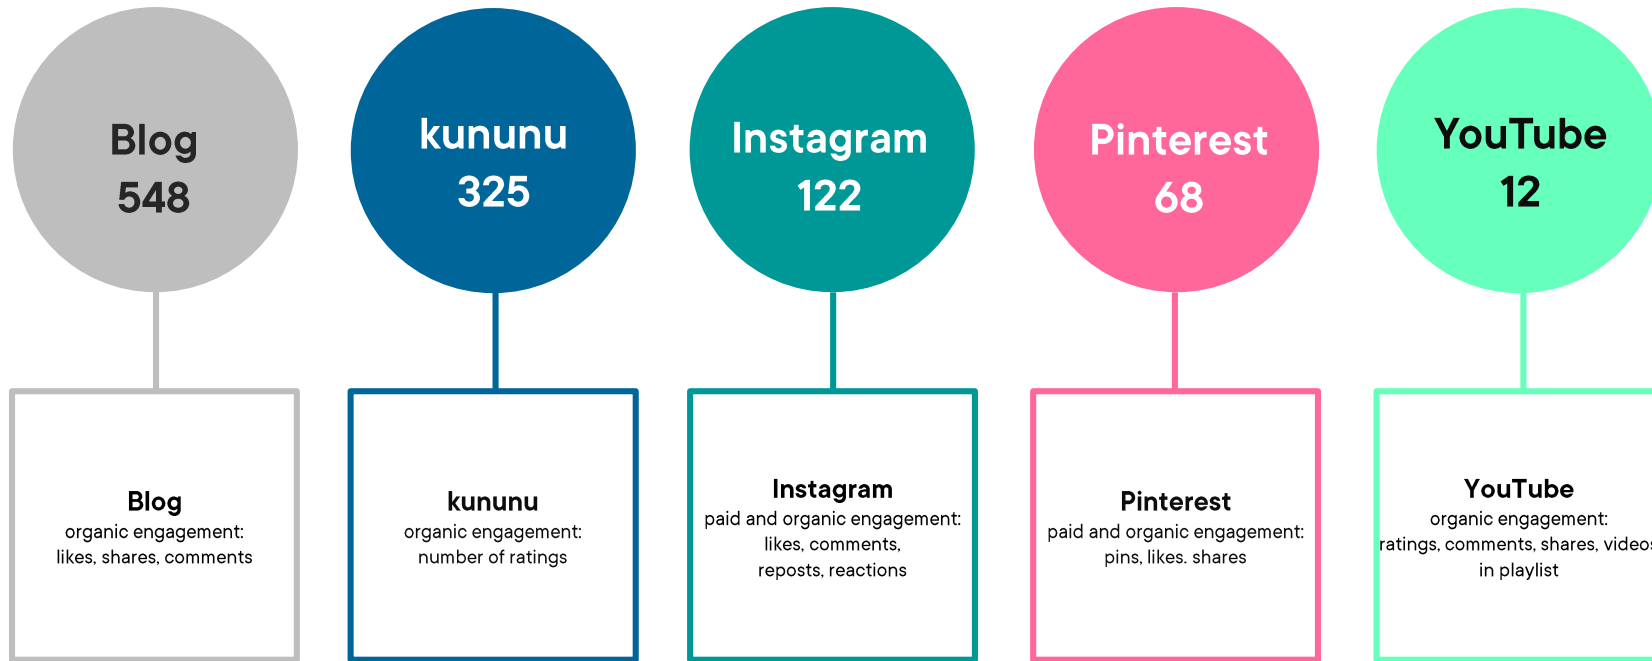 Blog
548
kununu
325
Instagram
122
Pinterest
68
YouTube
12
Blog
organic engagement:
likes, shares, comments
kununu
organic engagement:
number of ratings
Instagram
paid and organic engagement:
likes, comments,
reposts, reactions
Pinterest
paid and organic engagement:
pins, likes. shares
YouTube
organic engagement:
ratings, comments, shares, videos
in playlist